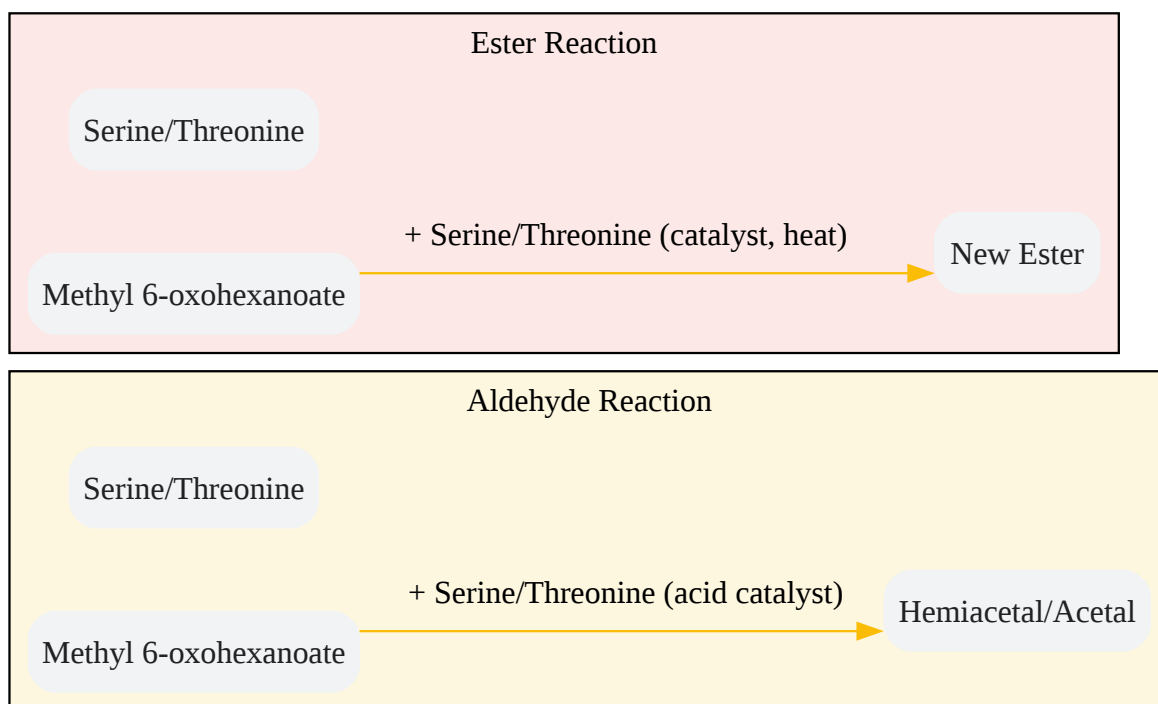 Ester Reaction
Serine/Threonine
+ Serine/Threonine (catalyst, heat)
New Ester
Methyl 6-oxohexanoate
Aldehyde Reaction
Serine/Threonine
+ Serine/Threonine (acid catalyst)
Hemiacetal/Acetal
Methyl 6-oxohexanoate